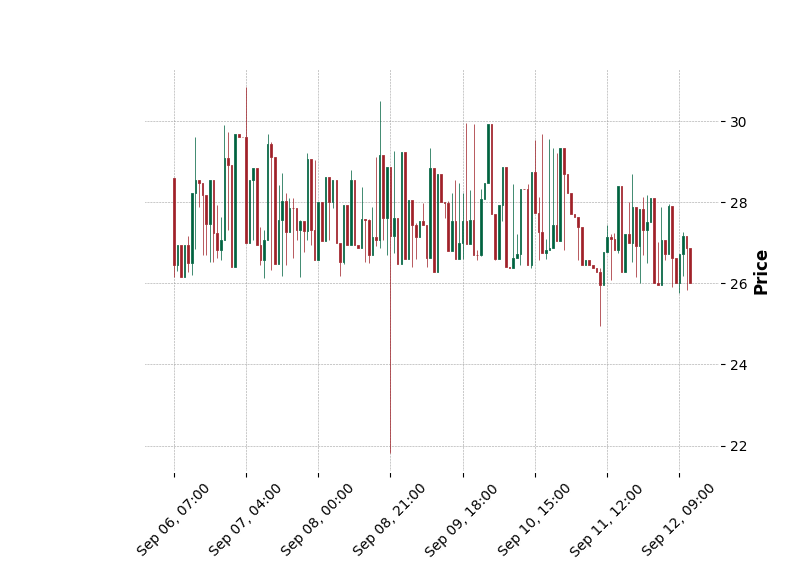 30
28
26
24
22
Price
Sep 06, 07:00
Sep 07, 04:00
Sep 08, 00:00
Sep 08, 21:00
Sep 09, 18:00
Sep 10, 15:00
Sep 11, 12:00
Sep 12, 09:00